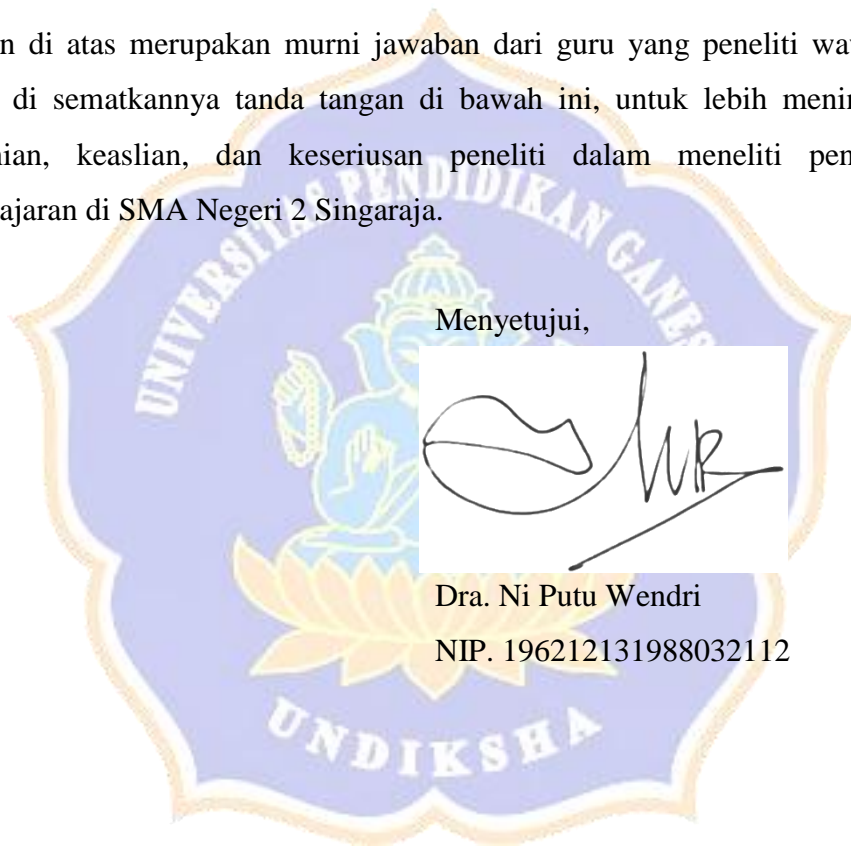 n di atas merupakan murni jawaban dari guru yang peneliti wa
di sematkannya tanda tangan di bawah ini, untuk lebih menin
ian, keaslian, dan keseriusan peneliti dalam meneliti pen
ajaran di SMA Negeri 2 Singaraja.
UNIVERSITAS PENDIDIKAN GANES
Menyetujui,
Dra. Ni Putu Wendri
NIP. 196212131988032112
UNDIKSHA